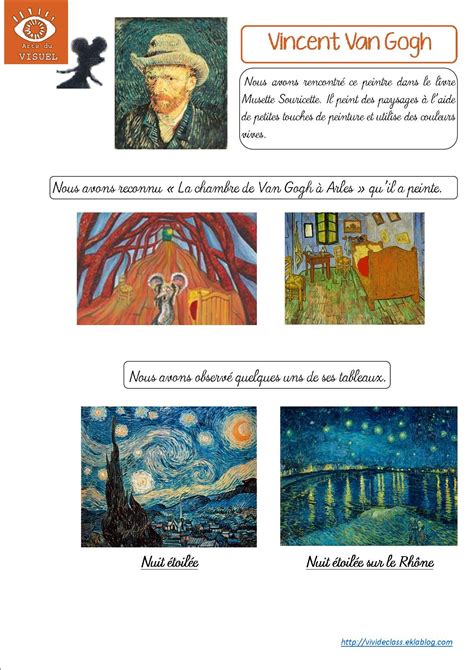 Arts du
VISUEL
Vincent Van Gogh
Nous avons rencontré ce peintre dans le livre
Musette Souricette. Il peint des paysages à l'aide
de petites touches de peinture et utilise des couleurs
vives.
Nous avons reconnu « La chambre de Van Gogh à Arles » qu'il a peinte.
Nous avons observé quelques uns de ses tableaux.
Nuit étoilée
Nuit étoilée sur le Rhône
http://vivideclass.eklablog.com